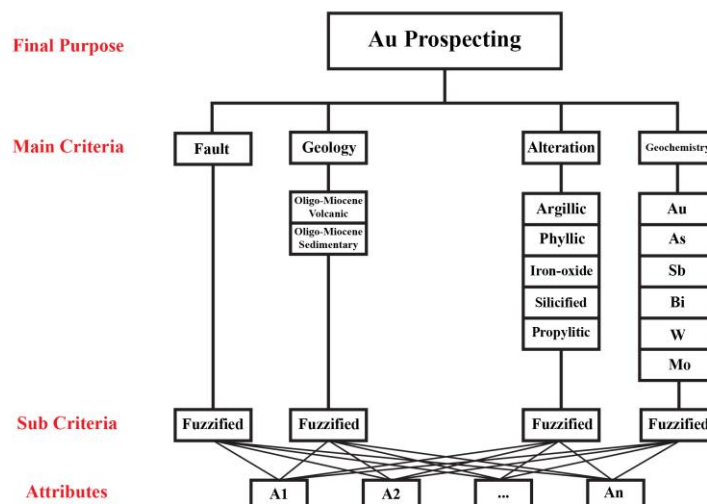 Final Purpose
Au Prospecting
Main Criteria
Fault
Geology
Alteration
Geochemistry
Oligo-Miocene
Volcanic
Oligo-Miocene
Sedimentary
Argillic
Phyllic
Iron-oxide
Silicified
Propylitic
Au
As
Sb
Bi
W
Mo
Sub Criteria
Fuzzified
Fuzzified
Fuzzified
Fuzzified
Attributes
A1
A2
...
An